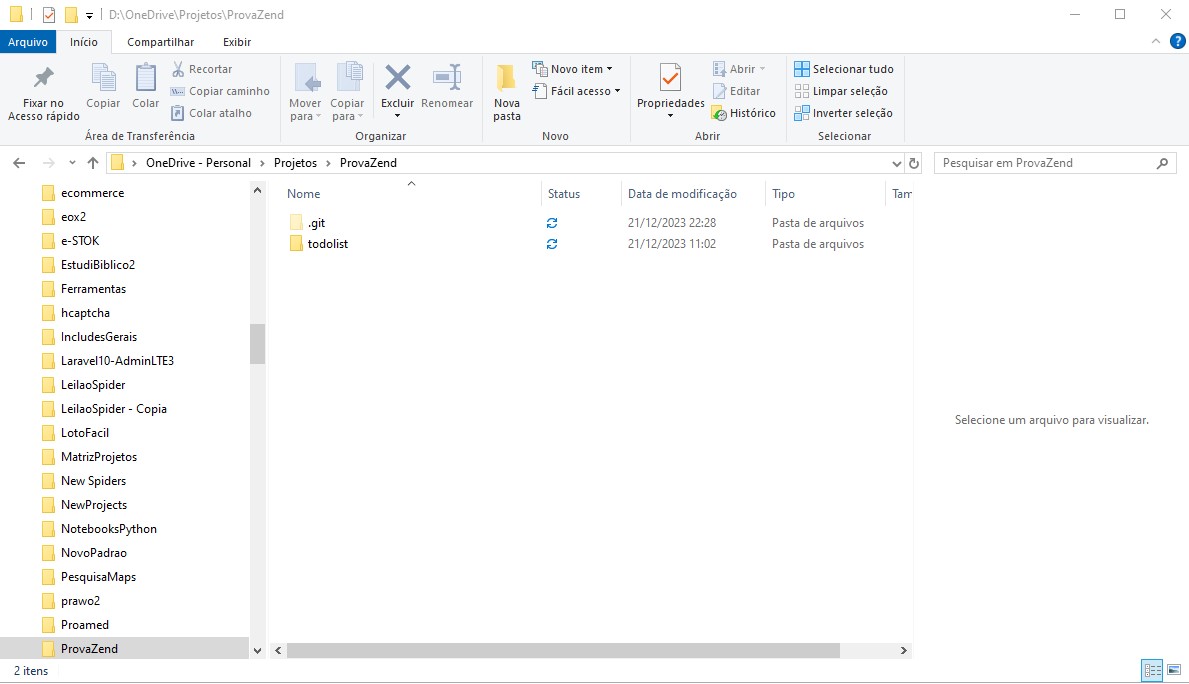 D:\OneDrive\Projetos\ProvaZend
Arquivo Início Compartilhar Exibir
Fixar no Acesso rápido
Copiar
Colar
Recortar
Copiar caminho
Colar atalho
Área de Transferência
Mover para
Copiar para
Excluir
Renomear
Organizar
Nova pasta
Novo item
Fácil acesso
Novo
Propriedades
Abrir
Editar
Histórico
Abrir
Selecionar tudo
Limpar seleção
Inverter seleção
Selecionar
OneDrive - Personal > Projetos > ProvaZend
Pesquisar em ProvaZend
ecommerce
eox2
e-STOK
EstudiBiblico2
Ferramentas
hcaptcha
IncludesGerais
Laravel10-AdminLTE3
LeilaoSpider
LeilaoSpider - Copia
LotoFacil
MatrizProjetos
New Spiders
NewProjects
NotebooksPython
NovoPadrao
PesquisaMaps
prawo2
Proamed
ProvaZend
Nome Status Data de modificação Tipo Tam
.git 21/12/2023 22:28 Pasta de arquivos
todolist 21/12/2023 11:02 Pasta de arquivos
Selecione um arquivo para visualizar.
2 itens